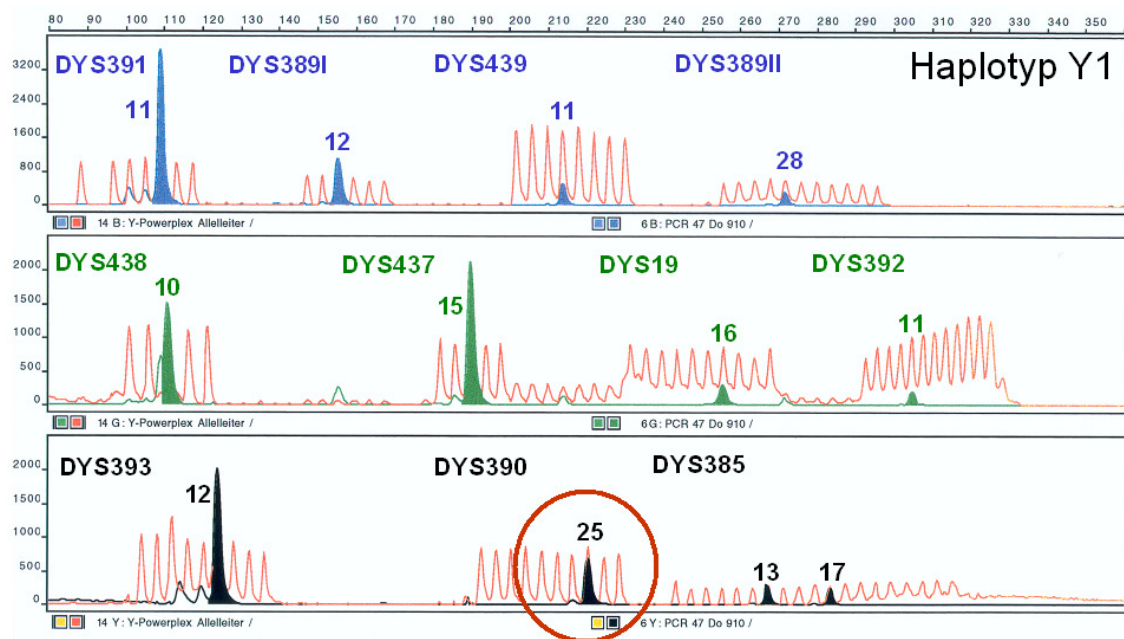 80 90 100 110 120 130 140 150 160 170 180 190 200 210 220 230 240 250 260 270 280 290 300 310 320 330 340 350
DYS391 DYS389I DYS439 DYS389II Haplotyp Y1
3200
2400
1600
800
0
11 12 11 28
14 B: Y-Powerplex Allelleiter / 6 B: PCR 47 Do 910 /
DYS438 DYS437 DYS19 DYS392
2000
1500
1000
500
0
10 15 16 11
14 G: Y-Powerplex Allelleiter / 6 G: PCR 47 Do 910 /
DYS393 DYS390 DYS385
2000
1500
1000
500
0
12 25 13 17
14 Y: Y-Powerplex Allelleiter / 6 Y: PCR 47 Do 910 /